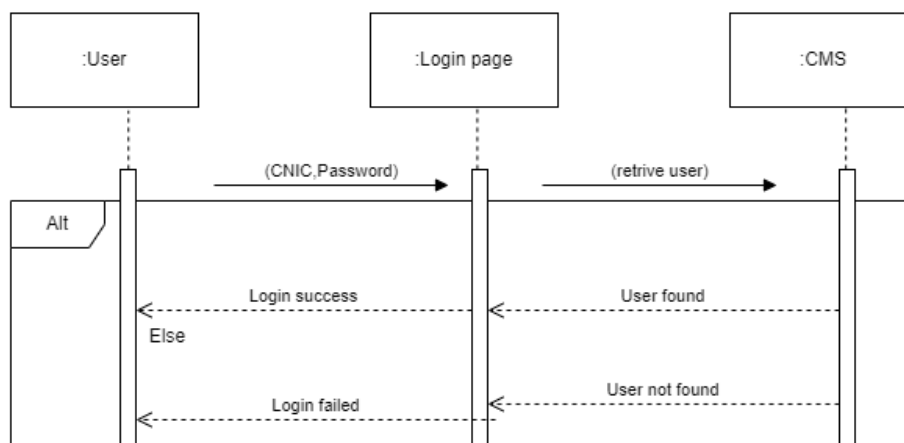 :User
:Login page
:CMS
(CNIC,Password)
(retrive user)
Alt
Login success
User found
Else
User not found
Login failed